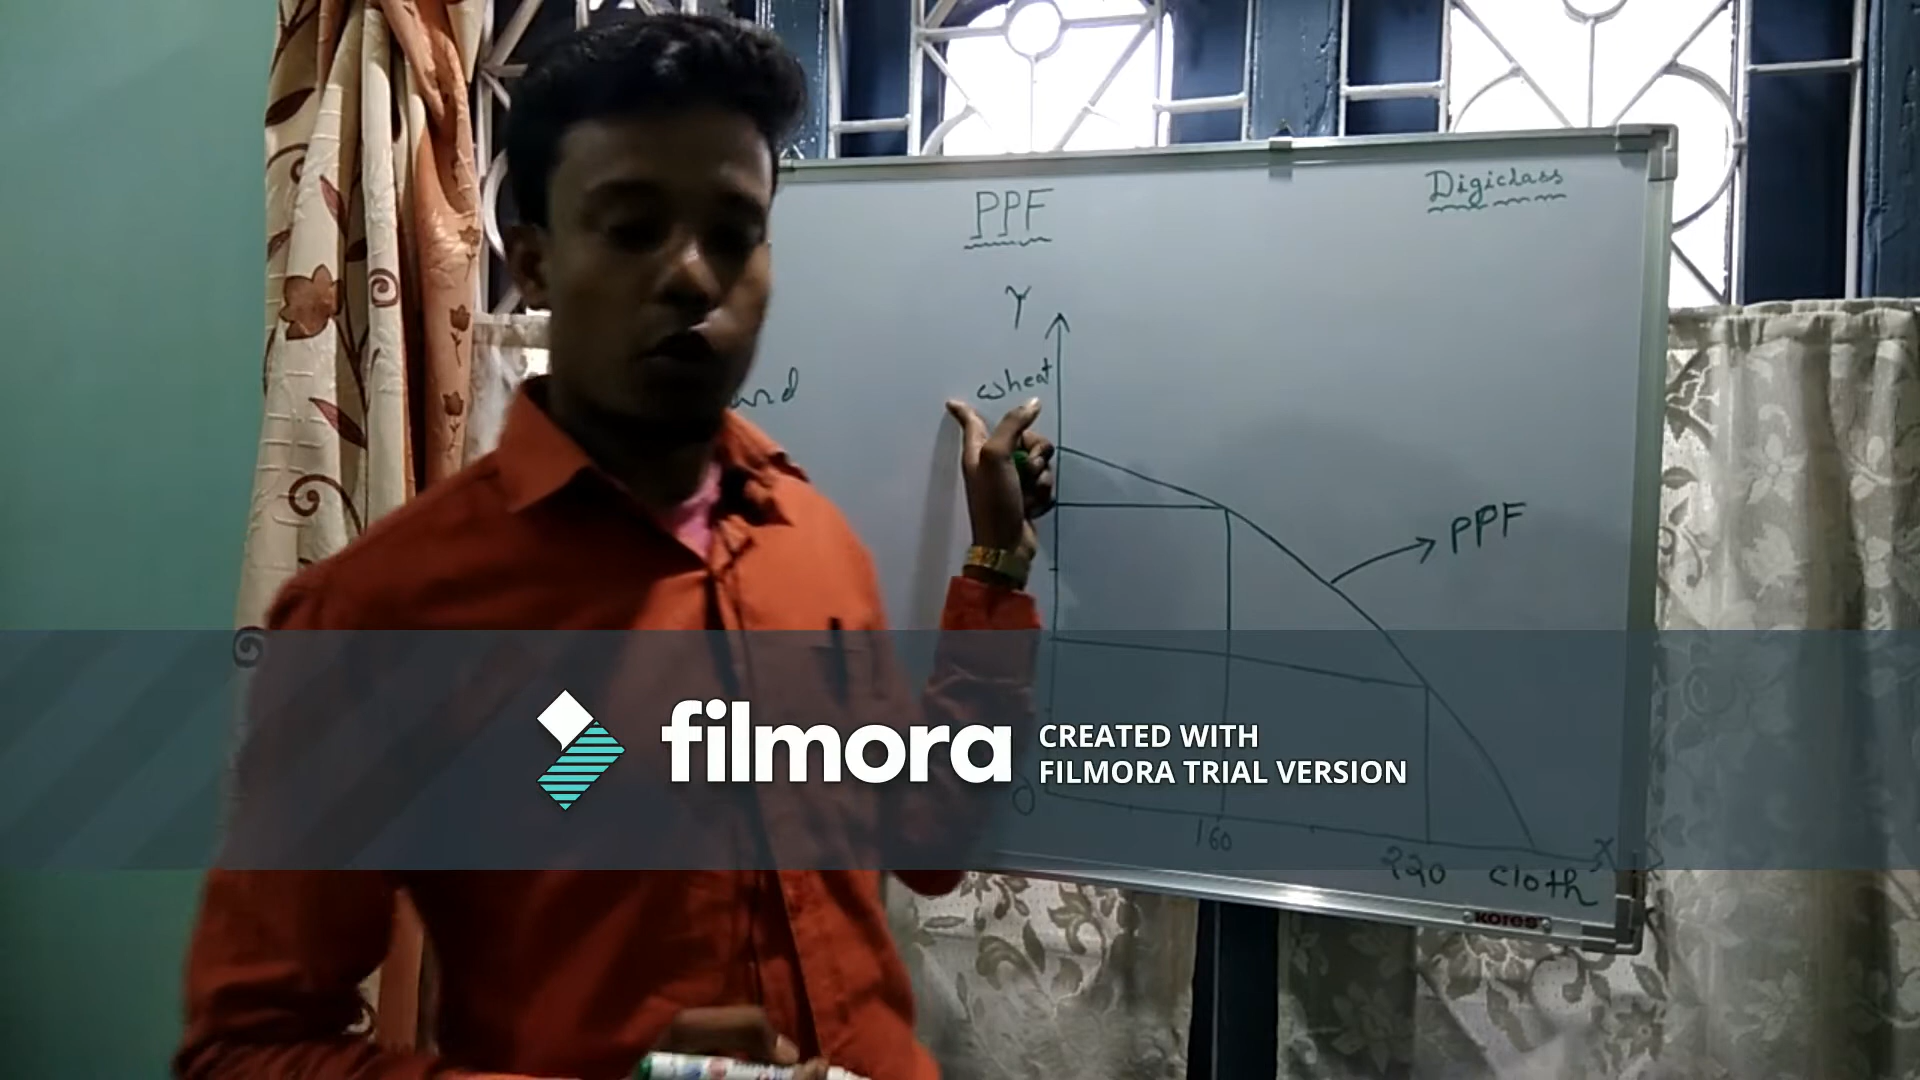 PPF
Digiclass
Y
wheat
PPF
filmora
CREATED WITH
FILMORA TRIAL VERSION
O
160
220
cloth
X
Kores